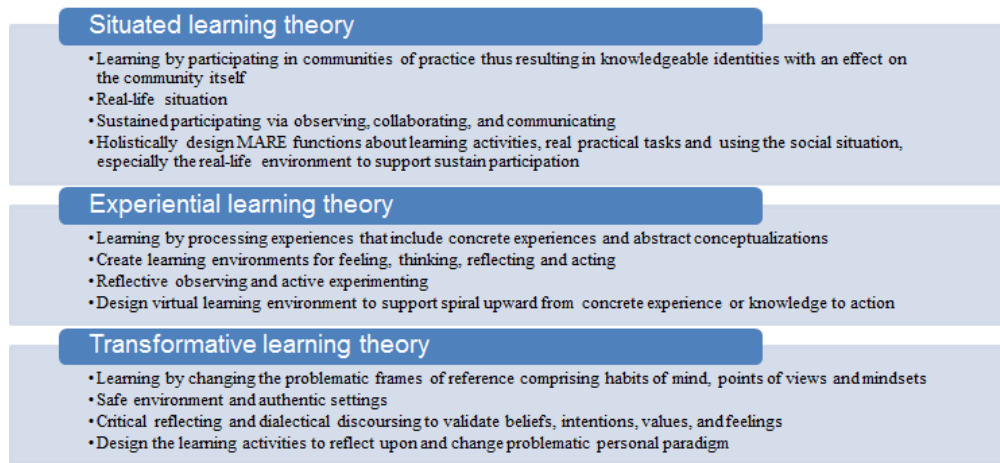 Situated learning theory
•Learning by participating in communities of practice thus resulting in knowledgeable identities with an effect on
the community itself
•Real-life situation
•Sustained participating via observing, collaborating, and communicating
•Holistically design MARE functions about learning activities, real practical tasks and using the social situation,
especially the real-life environment to support sustain participation
Experiential learning theory
•Learning by processing experiences that include concrete experiences and abstract conceptualizations
•Create learning environments for feeling, thinking, reflecting and acting
•Reflective observing and active experimenting
•Design virtual learning environment to support spiral upward from concrete experience or knowledge to action
Transformative learning theory
•Learning by changing the problematic frames of reference comprising habits of mind, points of views and mindsets
•Safe environment and authentic settings
•Critical reflecting and dialectical discoursing to validate beliefs, intentions, values, and feelings
•Design the learning activities to reflect upon and change problematic personal paradigm